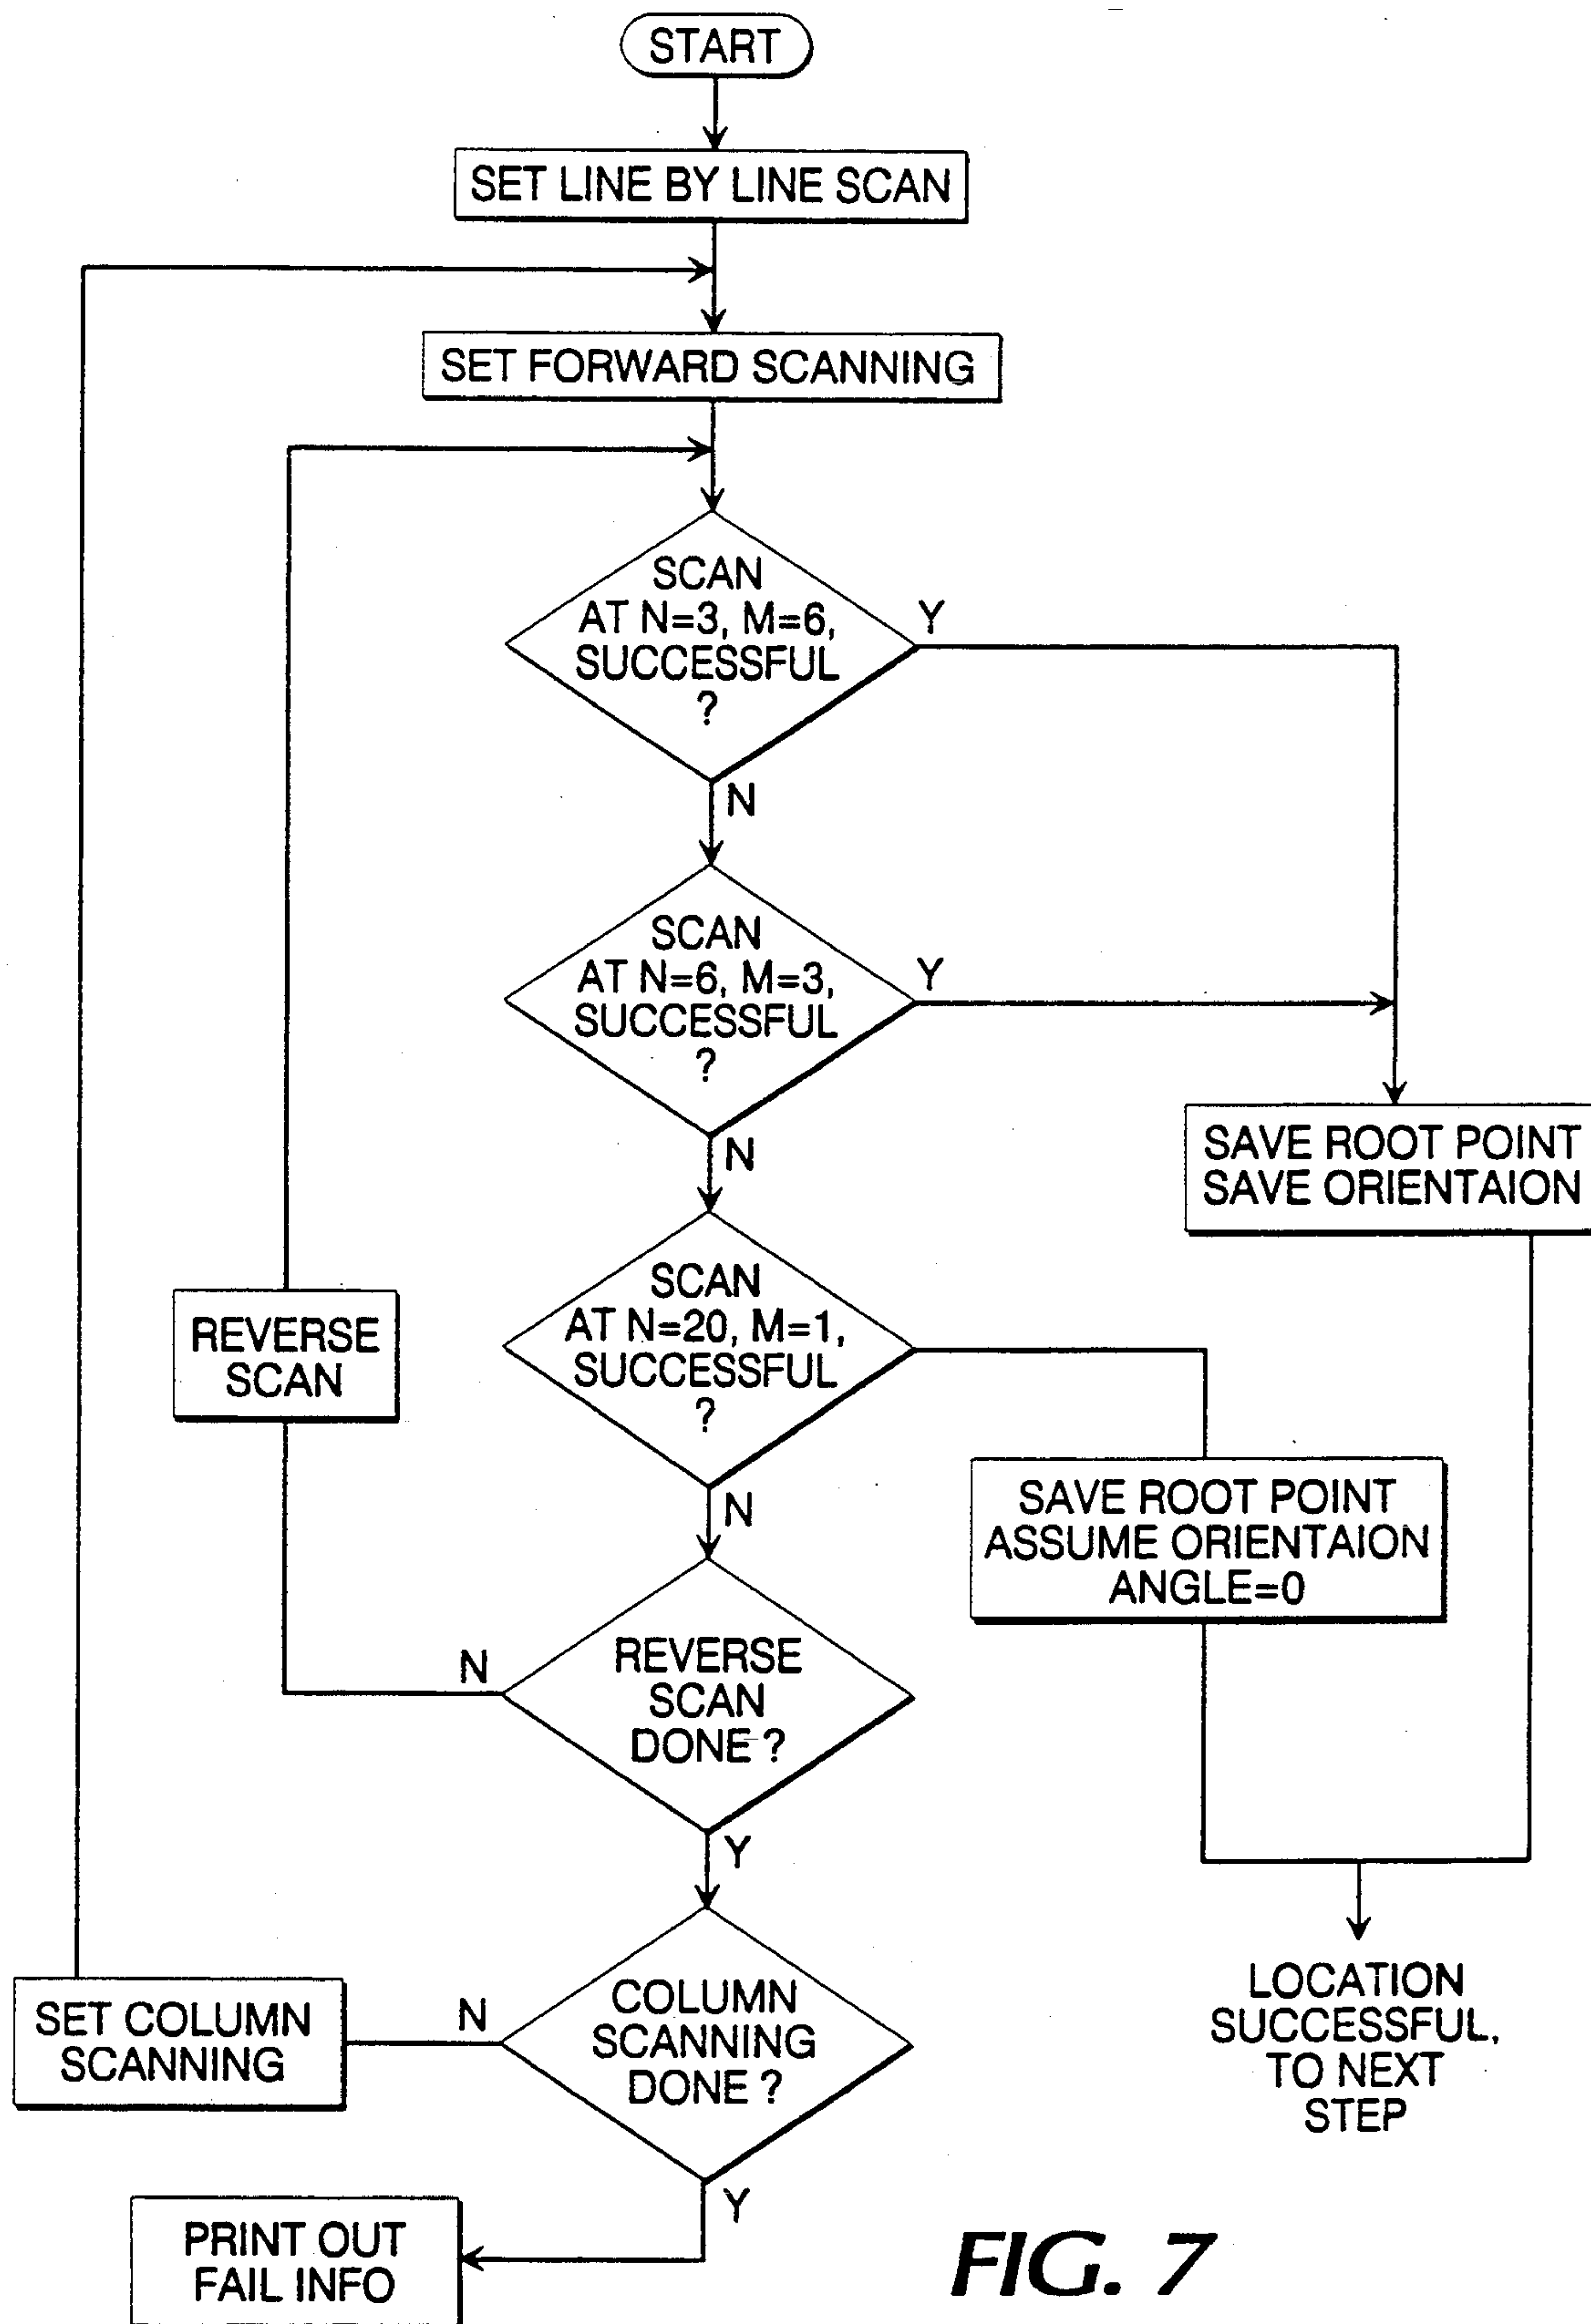 START
SET LINE BY LINE SCAN
SET FORWARD SCANNING
SCAN
AT N=3, M=6,
SUCCESSFUL
?
Y
N
SCAN
AT N=6, M=3,
SUCCESSFUL
?
Y
N
SAVE ROOT POINT
SAVE ORIENTAION
SCAN
AT N=20, M=1,
SUCCESSFUL
?
N
REVERSE
SCAN
SAVE ROOT POINT
ASSUME ORIENTAION
ANGLE=0
REVERSE
SCAN
DONE ?
N
Y
COLUMN
SCANNING
DONE ?
N
Y
SET COLUMN
SCANNING
LOCATION
SUCCESSFUL,
TO NEXT
STEP
PRINT OUT
FAIL INFO
FIG. 7